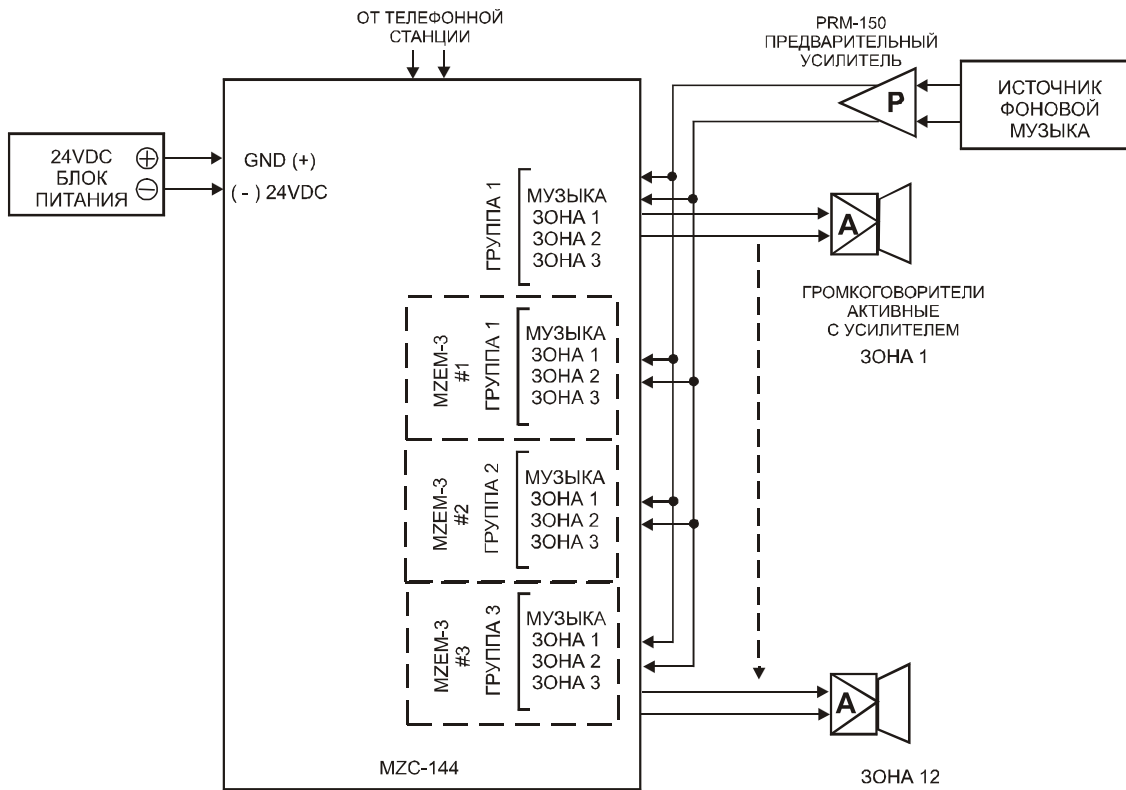 ОТ ТЕЛЕФОННОЙ
СТАНЦИИ
PRM-150
ПРЕДВАРИТЕЛЬНЫЙ
УСИЛИТЕЛЬ
P
ИСТОЧНИК
ФОНОВОЙ
МУЗЫКА
24VDC
БЛОК
ПИТАНИЯ
+
−
GND (+)
( - ) 24VDC
ГРУППА 1
МУЗЫКА
ЗОНА 1
ЗОНА 2
ЗОНА 3
A
ГРОМКОГОВОРИТЕЛИ
АКТИВНЫЕ
С УСИЛИТЕЛЕМ
ЗОНА 1
MZEM-3
#1
ГРУППА 1
МУЗЫКА
ЗОНА 1
ЗОНА 2
ЗОНА 3
MZEM-3
#2
ГРУППА 2
МУЗЫКА
ЗОНА 1
ЗОНА 2
ЗОНА 3
MZEM-3
#3
ГРУППА 3
МУЗЫКА
ЗОНА 1
ЗОНА 2
ЗОНА 3
A
MZC-144
ЗОНА 12